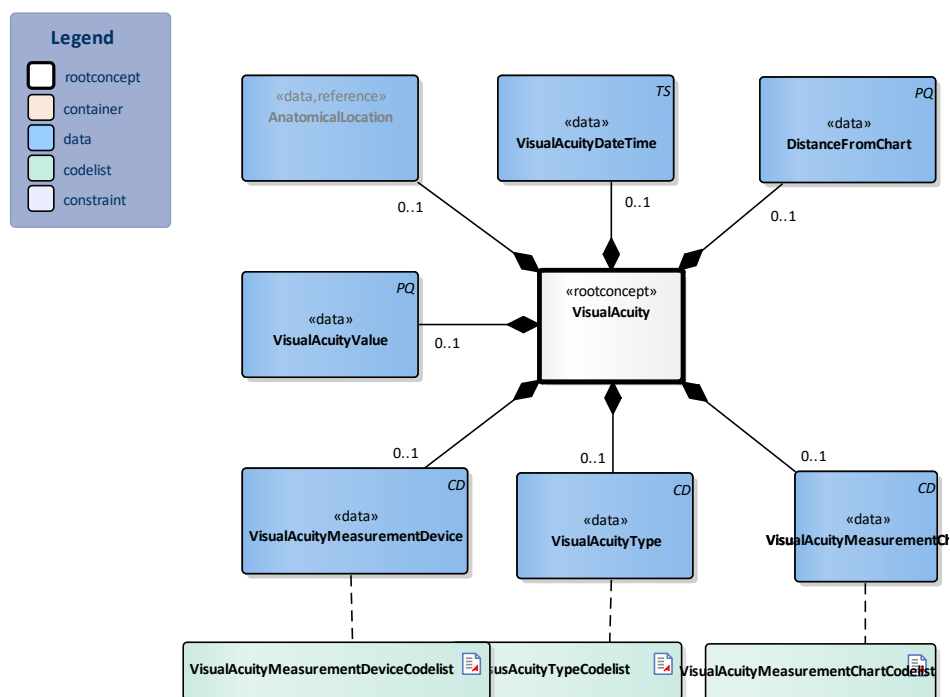 Legend
rootconcept
container
data
codelist
constraint
«data,reference»
AnatomicalLocation
TS
«data»
VisualAcuityDateTime
PQ
«data»
DistanceFromChart
0..1
0..1
0..1
«rootconcept»
VisualAcuity
PQ
«data»
VisualAcuityValue
0..1
0..1
0..1
0..1
CD
«data»
VisualAcuityMeasurementDevice
CD
«data»
VisualAcuityType
CD
«data»
VisualAcuityMeasurementCh
VisualAcuityMeasurementDeviceCodelist
usAcuityTypeCodelist
VisualAcuityMeasurementChartCodelist